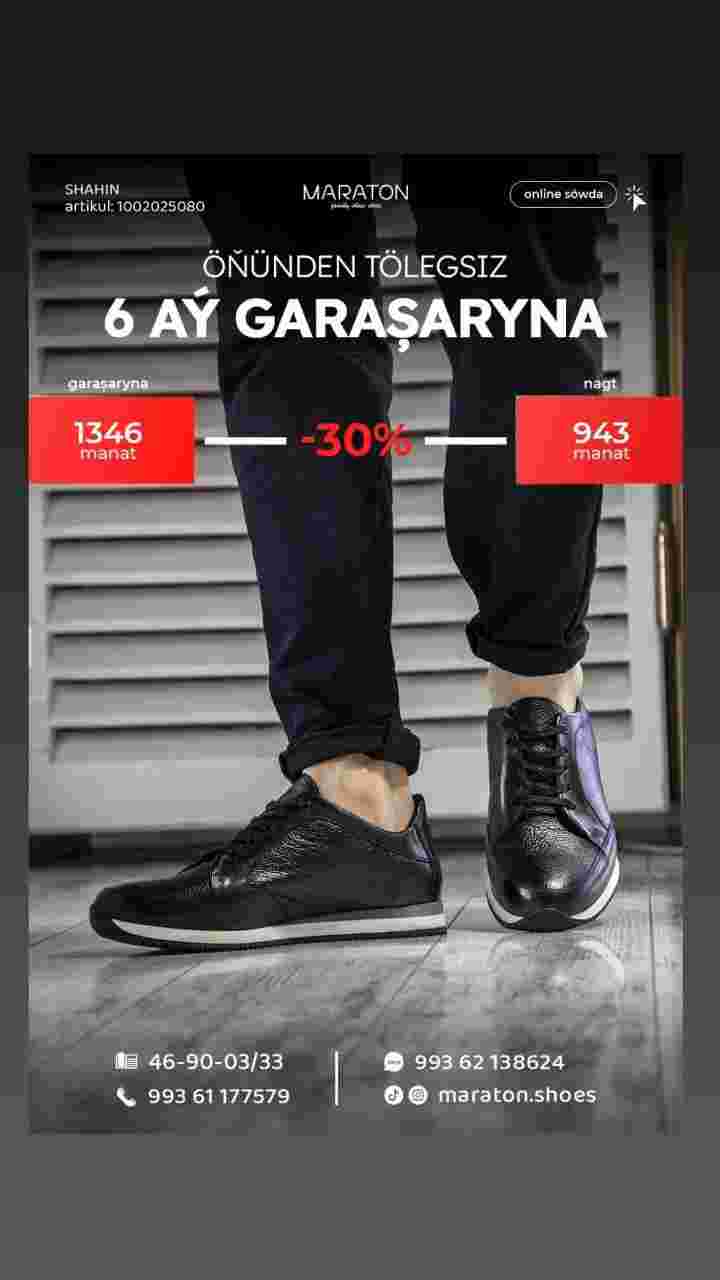 SHAHIN
artikul: 1002025080
MARATON
online söwda
ÖŇÜNDEN TÖLEGSIZ
6 AÝ GARAŞARYNA
garaşaryna
nagt
1346
manat
-30%
943
manat
46-90-03/33
993 62 138624
993 61 177579
maraton.shoes